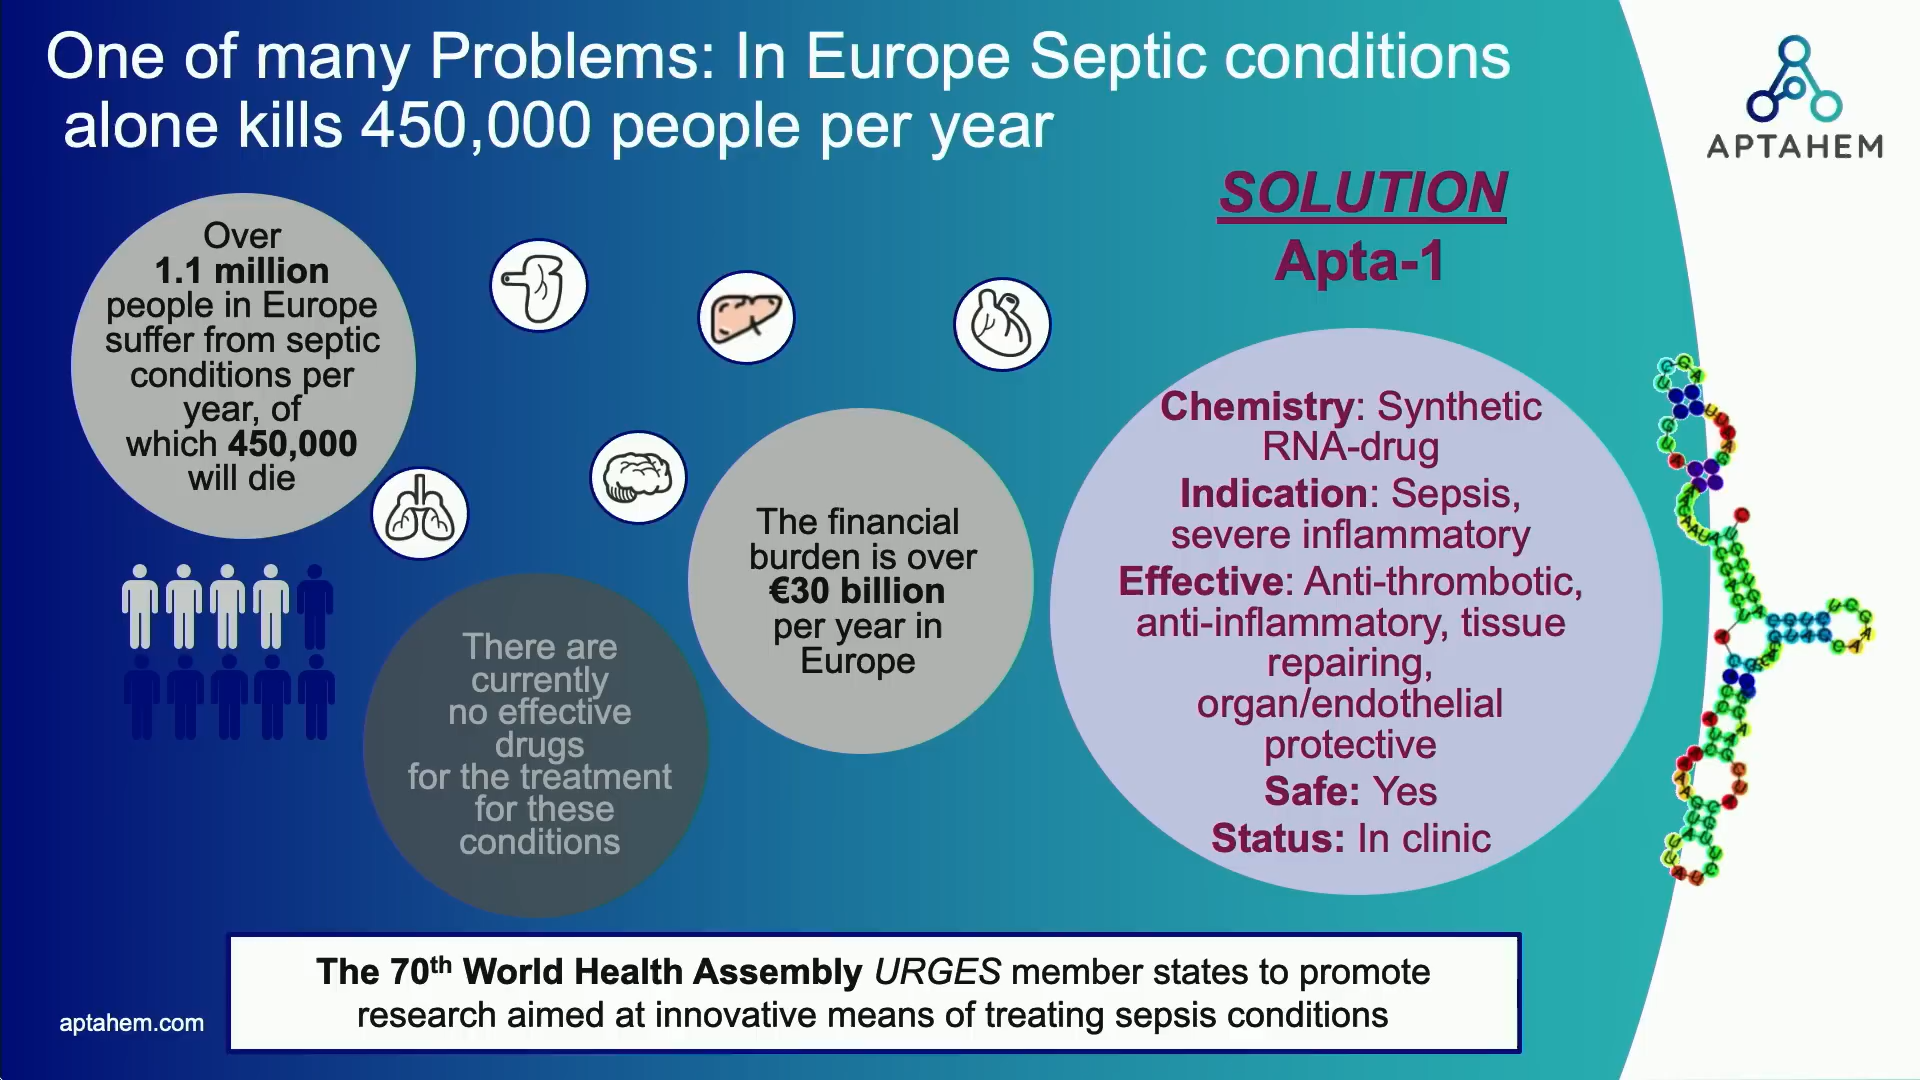 One of many Problems: In Europe Septic conditions
alone kills 450,000 people per year
APTAHEM
SOLUTION
Apta-1
Over
1.1 million
people in Europe
suffer from septic
conditions per
year, of
which 450,000
will die
There are
currently
no effective
drugs
for the treatment
for these
conditions
The financial
burden is over
€30 billion
per year in
Europe
Chemistry: Synthetic
RNA-drug
Indication: Sepsis,
severe inflammatory
Effective: Anti-thrombotic,
anti-inflammatory, tissue
repairing,
organ/endothelial
protective
Safe: Yes
Status: In clinic
The 70th World Health Assembly URGES member states to promote
research aimed at innovative means of treating sepsis conditions
aptahem.com